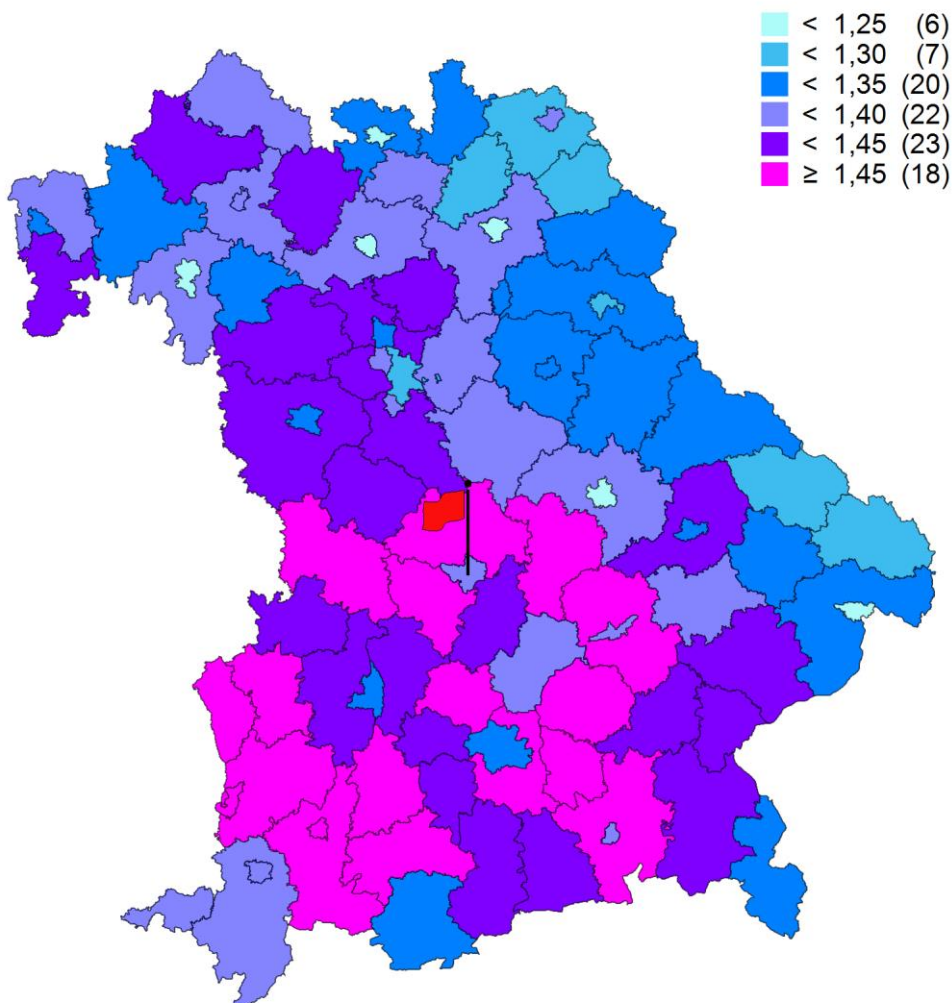 < 1,25 (6)
< 1,30 (7)
< 1,35 (20)
< 1,40 (22)
< 1,45 (23)
≥ 1,45 (18)